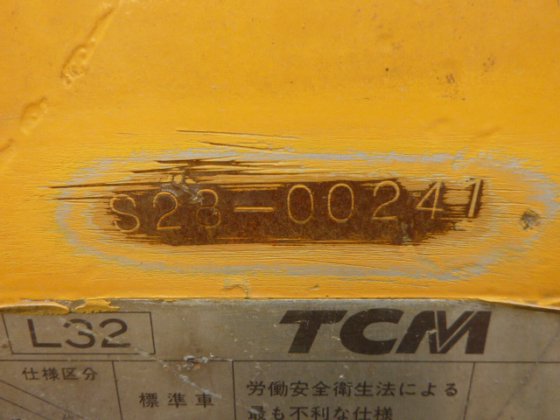 S28-00241
L32 TCM
仕様区分 標準車 労働安全衛生法による
最も不利な仕様